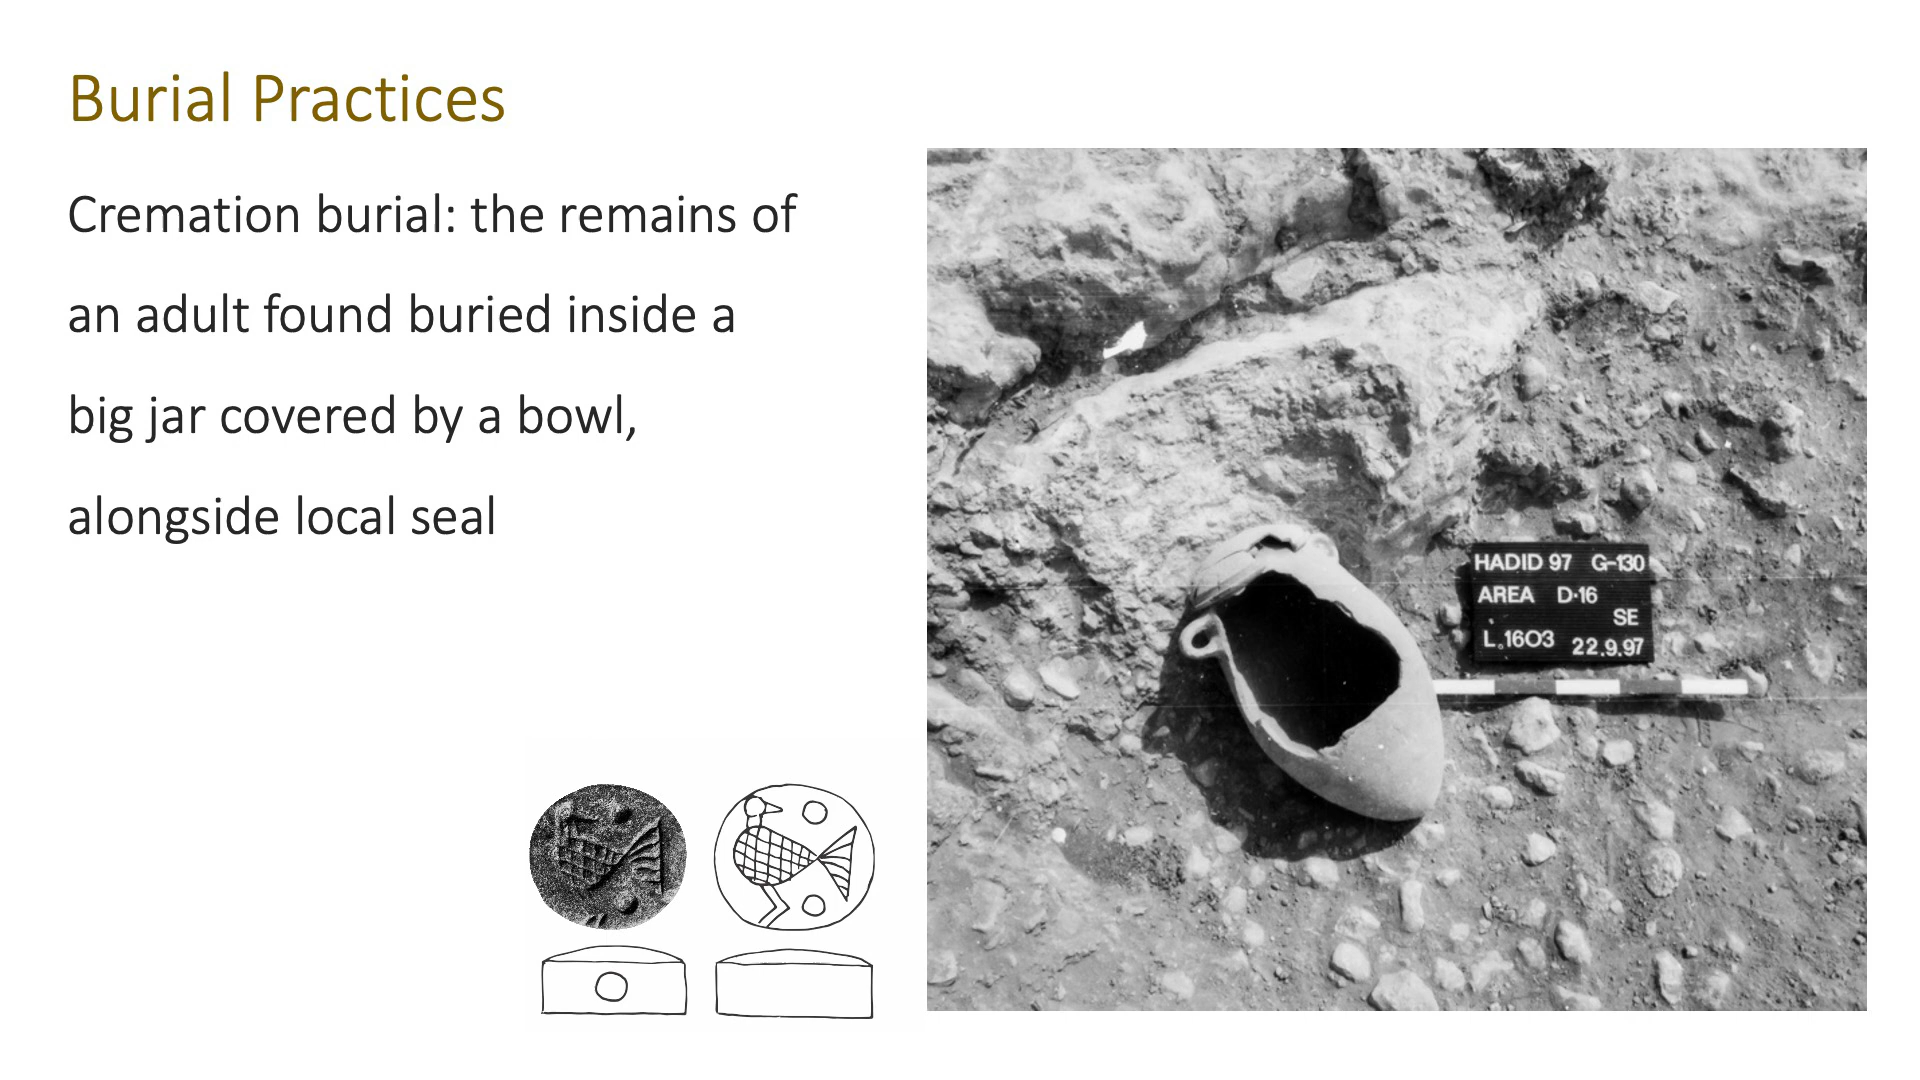 Burial Practices
Cremation burial: the remains of
an adult found buried inside a
big jar covered by a bowl,
alongside local seal
HADID 97 G-130
AREA D·16
SE
L.1603
22.9.97